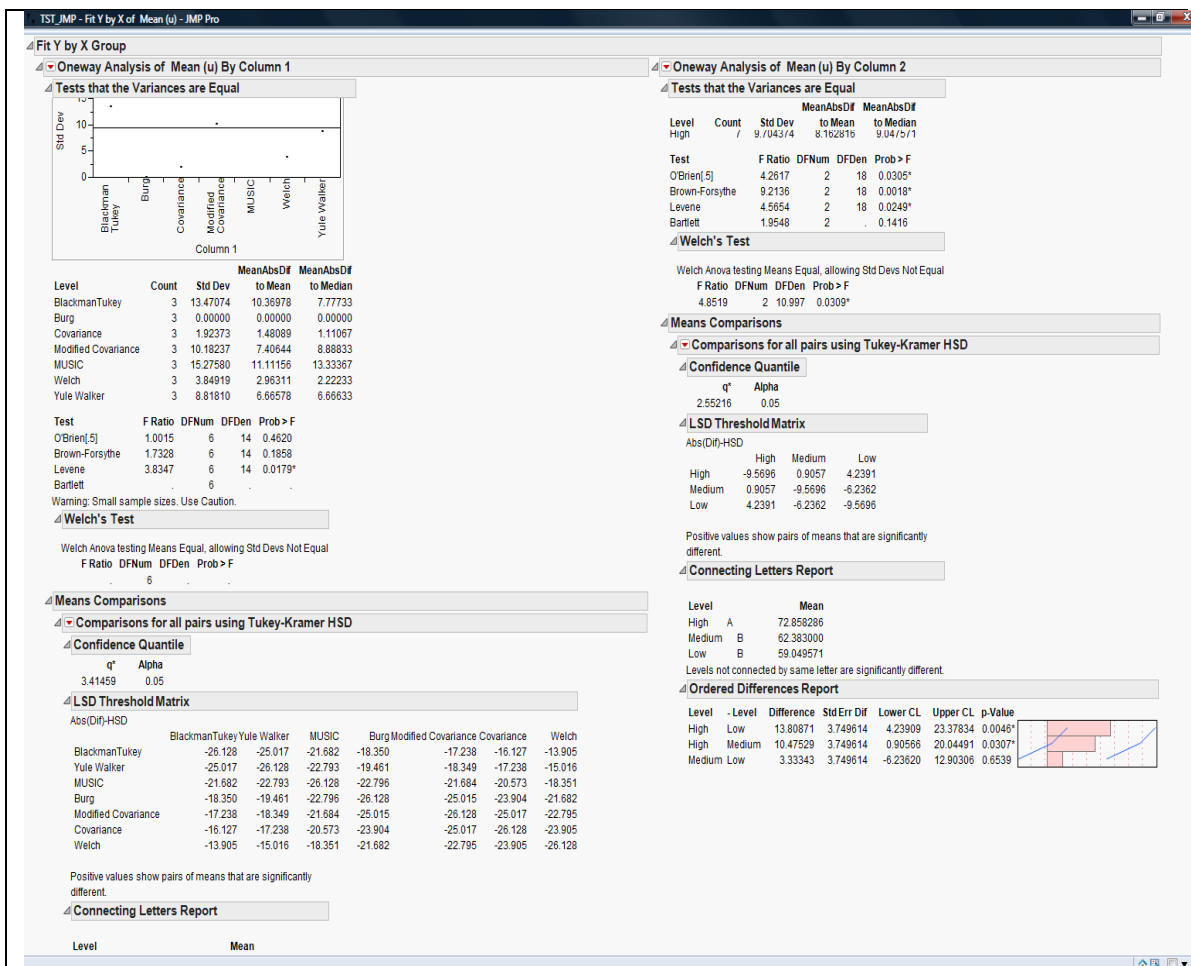 TST_JMP - Fit Y by X of Mean (u) - JMP Pro
Fit Y by X Group
Oneway Analysis of Mean (u) By Column 1
Tests that the Variances are Equal
Std Dev
15
10
5
0
Blackman Tukey
Burg
Covariance
Modified Covariance
MUSIC
Welch
Yule Walker
Column 1
MeanAbsDif MeanAbsDif
Level Count Std Dev to Mean to Median
BlackmanTukey 3 13.47074 10.36978 7.77733
Burg 3 0.00000 0.00000 0.00000
Covariance 3 1.92373 1.48089 1.11067
Modified Covariance 3 10.18237 7.40644 8.88833
MUSIC 3 15.27580 11.11156 13.33367
Welch 3 3.84919 2.96311 2.22233
Yule Walker 3 8.81810 6.66578 6.66633
Test F Ratio DFNum DFDen Prob > F
O'Brien[.5] 1.0015 6 14 0.4620
Brown-Forsythe 1.7328 6 14 0.1858
Levene 3.8347 6 14 0.0179*
Bartlett . 6 . .
Warning: Small sample sizes. Use Caution.
Welch's Test
Welch Anova testing Means Equal, allowing Std Devs Not Equal
F Ratio DFNum DFDen Prob > F
. 6 . .
Means Comparisons
Comparisons for all pairs using Tukey-Kramer HSD
Confidence Quantile
q* Alpha
3.41459 0.05
LSD Threshold Matrix
Abs(Dif)-HSD
BlackmanTukey Yule Walker MUSIC Burg Modified Covariance Covariance Welch
BlackmanTukey -26.128 -25.017 -21.682 -18.350 -17.238 -16.127 -13.905
Yule Walker -25.017 -26.128 -22.793 -19.461 -18.349 -17.238 -15.016
MUSIC -21.682 -22.793 -26.128 -22.796 -21.684 -20.573 -18.351
Burg -18.350 -19.461 -22.796 -26.128 -25.015 -23.904 -21.682
Modified Covariance -17.238 -18.349 -21.684 -25.015 -26.128 -25.017 -22.795
Covariance -16.127 -17.238 -20.573 -23.904 -25.017 -26.128 -23.905
Welch -13.905 -15.016 -18.351 -21.682 -22.795 -23.905 -26.128
Positive values show pairs of means that are significantly
different.
Connecting Letters Report
Level Mean
Oneway Analysis of Mean (u) By Column 2
Tests that the Variances are Equal
MeanAbsDif MeanAbsDif
Level Count Std Dev to Mean to Median
High 7 9.704374 8.162816 9.047571
Test F Ratio DFNum DFDen Prob > F
O'Brien[.5] 4.2617 2 18 0.0305*
Brown-Forsythe 9.2136 2 18 0.0018*
Levene 4.5654 2 18 0.0249*
Bartlett 1.9548 2 . 0.1416
Welch's Test
Welch Anova testing Means Equal, allowing Std Devs Not Equal
F Ratio DFNum DFDen Prob > F
4.8519 2 10.997 0.0309*
Means Comparisons
Comparisons for all pairs using Tukey-Kramer HSD
Confidence Quantile
q* Alpha
2.55216 0.05
LSD Threshold Matrix
Abs(Dif)-HSD
High Medium Low
High -9.5696 0.9057 4.2391
Medium 0.9057 -9.5696 -6.2362
Low 4.2391 -6.2362 -9.5696
Positive values show pairs of means that are significantly
different.
Connecting Letters Report
Level Mean
High A 72.858286
Medium B 62.383000
Low B 59.049571
Levels not connected by same letter are significantly different.
Ordered Differences Report
Level - Level Difference Std Err Dif Lower CL Upper CL p-Value
High Low 13.80871 3.749614 4.23909 23.37834 0.0046*
High Medium 10.47529 3.749614 0.90566 20.04491 0.0307*
Medium Low 3.33343 3.749614 -6.23620 12.90306 0.6539